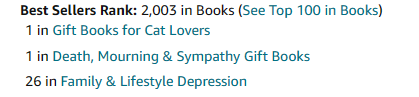 Best Sellers Rank: 2,003 in Books (See Top 100 in Books)
1 in Gift Books for Cat Lovers
1 in Death, Mourning & Sympathy Gift Books
26 in Family & Lifestyle Depression